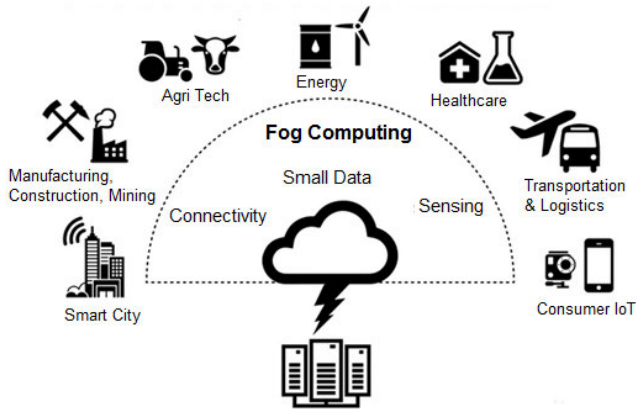 Energy
Agri Tech
Healthcare
Fog Computing
Manufacturing,
Construction, Mining
Small Data
Transportation
& Logistics
Connectivity
Sensing
Smart City
Consumer IoT